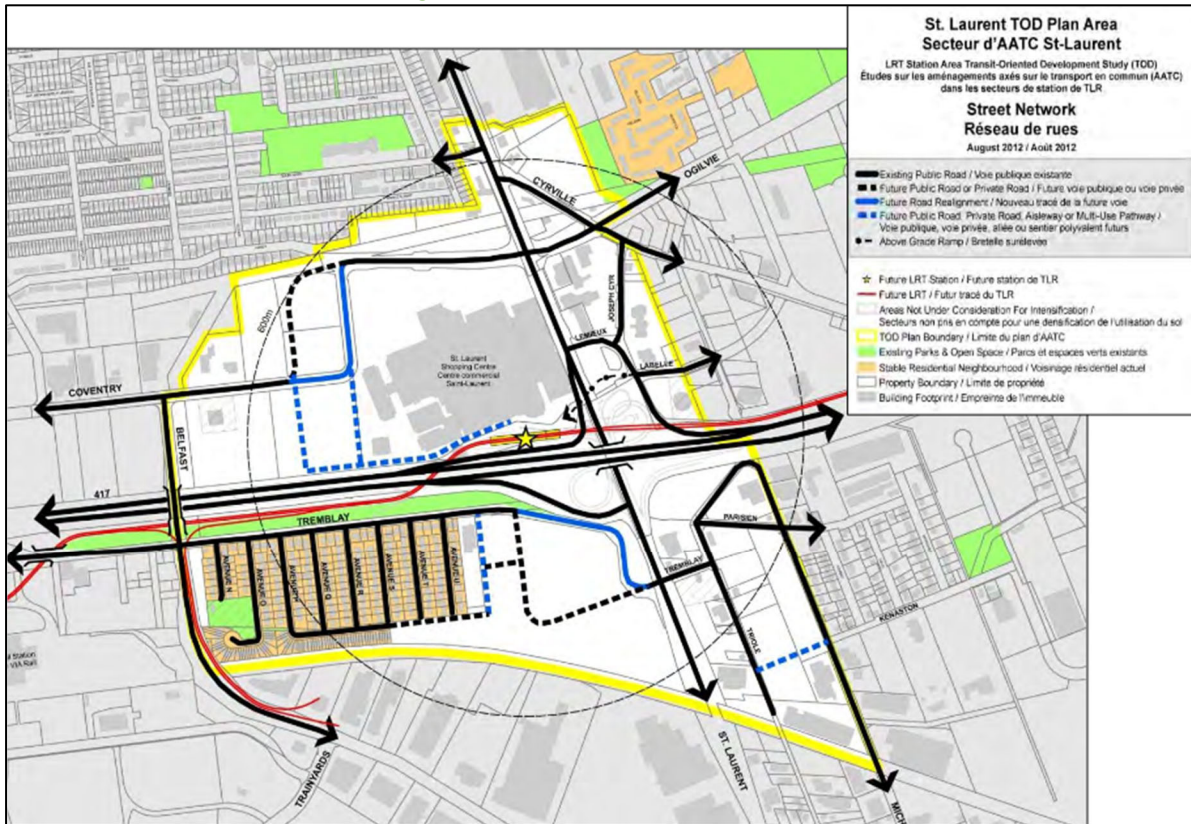 St. Laurent TOD Plan Area
Secteur d'AATC St-Laurent
LRT Station Area Transit-Oriented Development Study (TOD)
Études sur les aménagements axés sur le transport en commun (AATC)
dans les secteurs de station de TLR
Street Network
Réseau de rues
August 2012 / Août 2012
Existing Public Road / Voie publique existante
Future Public Road or Private Road / Future voie publique ou voie privée
Future Road Realignment / Nouveau tracé de la future voie
Future Public Road, Private Road, Aisleway or Multi-Use Pathway /
Voie publique, voie privée, allée ou sentier polyvalent futurs
Above Grade Ramp / Bretelle surélevée
Future LRT Station / Future station de TLR
Future LRT / Futur tracé du TLR
Areas Not Under Consideration For Intensification /
Secteurs non pris en compte pour une densification de l'utilisation du sol
TOD Plan Boundary / Limite du plan d'AATC
Existing Parks & Open Space / Parcs et espaces verts existants
Stable Residential Neighbourhood / Voisinage résidentiel actuel
Property Boundary / Limite de propriété
Building Footprint / Empreinte de l'immeuble
OGILVIE
CYRVILLE
600m
JOSEPH CYR
LEMIEUX
LABELLE
St. Laurent
Shopping Centre
Centre commercial
Saint-Laurent
COVENTRY
BELFAST
417
TREMBLAY
PARISIEN
AVENUE N
AVENUE O
AVENUE P
AVENUE Q
AVENUE R
AVENUE S
AVENUE T
AVENUE U
TREMBLAY
KENASTON
TRIOLE
Station
VIA Rail
TRAINYARDS
ST. LAURENT
MICH